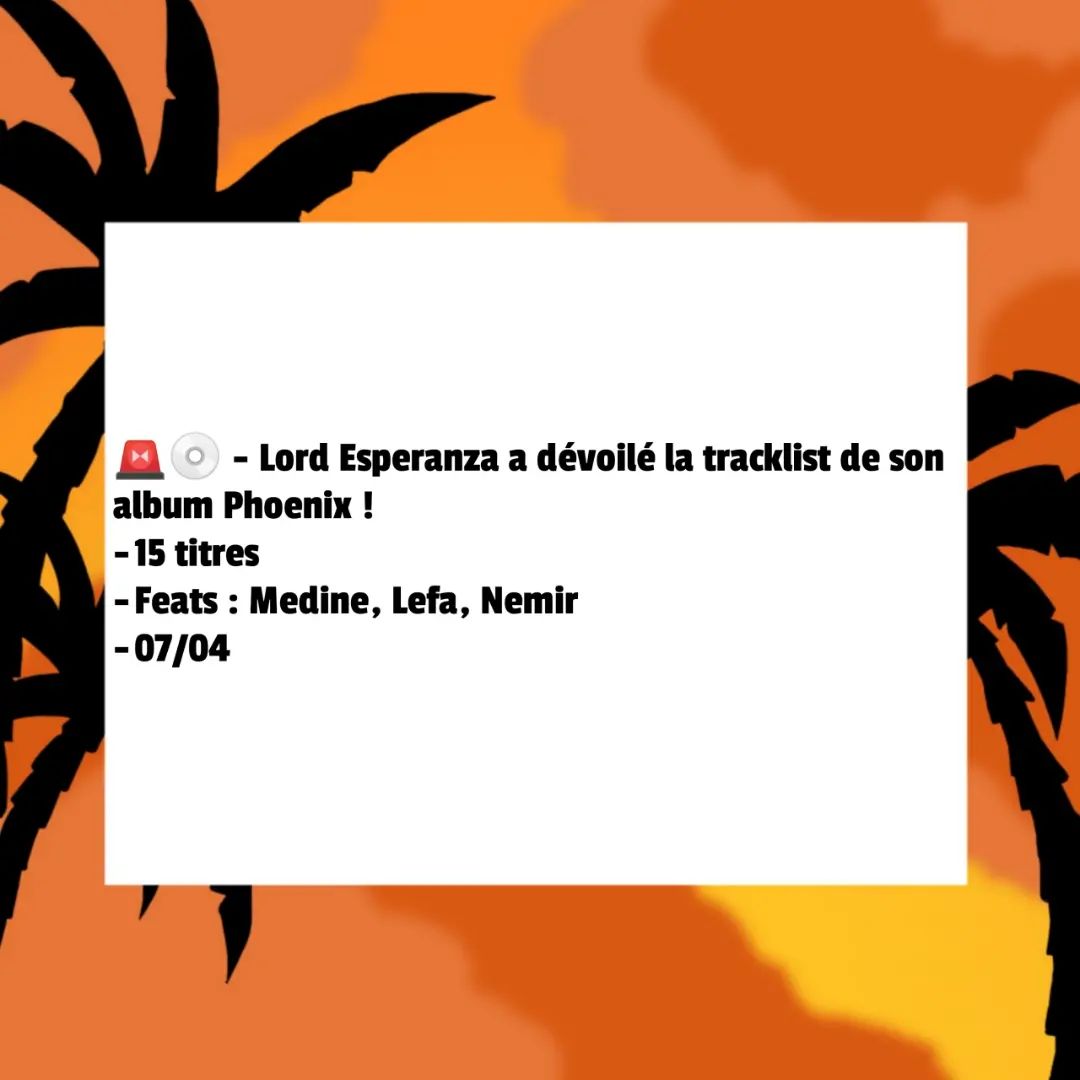 🚨💿 - Lord Esperanza a dévoilé la tracklist de son
album Phoenix !
-15 titres
-Feats : Medine, Lefa, Nemir
-07/04